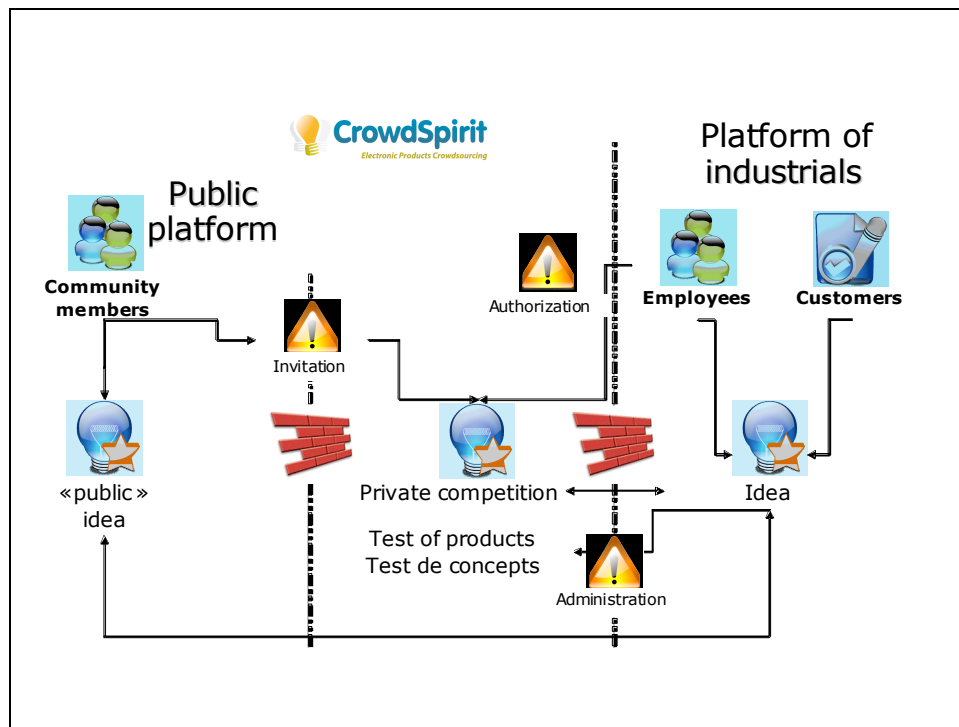 CrowdSpirit
Electronic Products Crowdsourcing
Platform of
industrials
Public
platform
Community
members
Authorization
Employees
Customers
Invitation
«public»
idea
Private competition
Idea
Test of products
Test de concepts
Administration